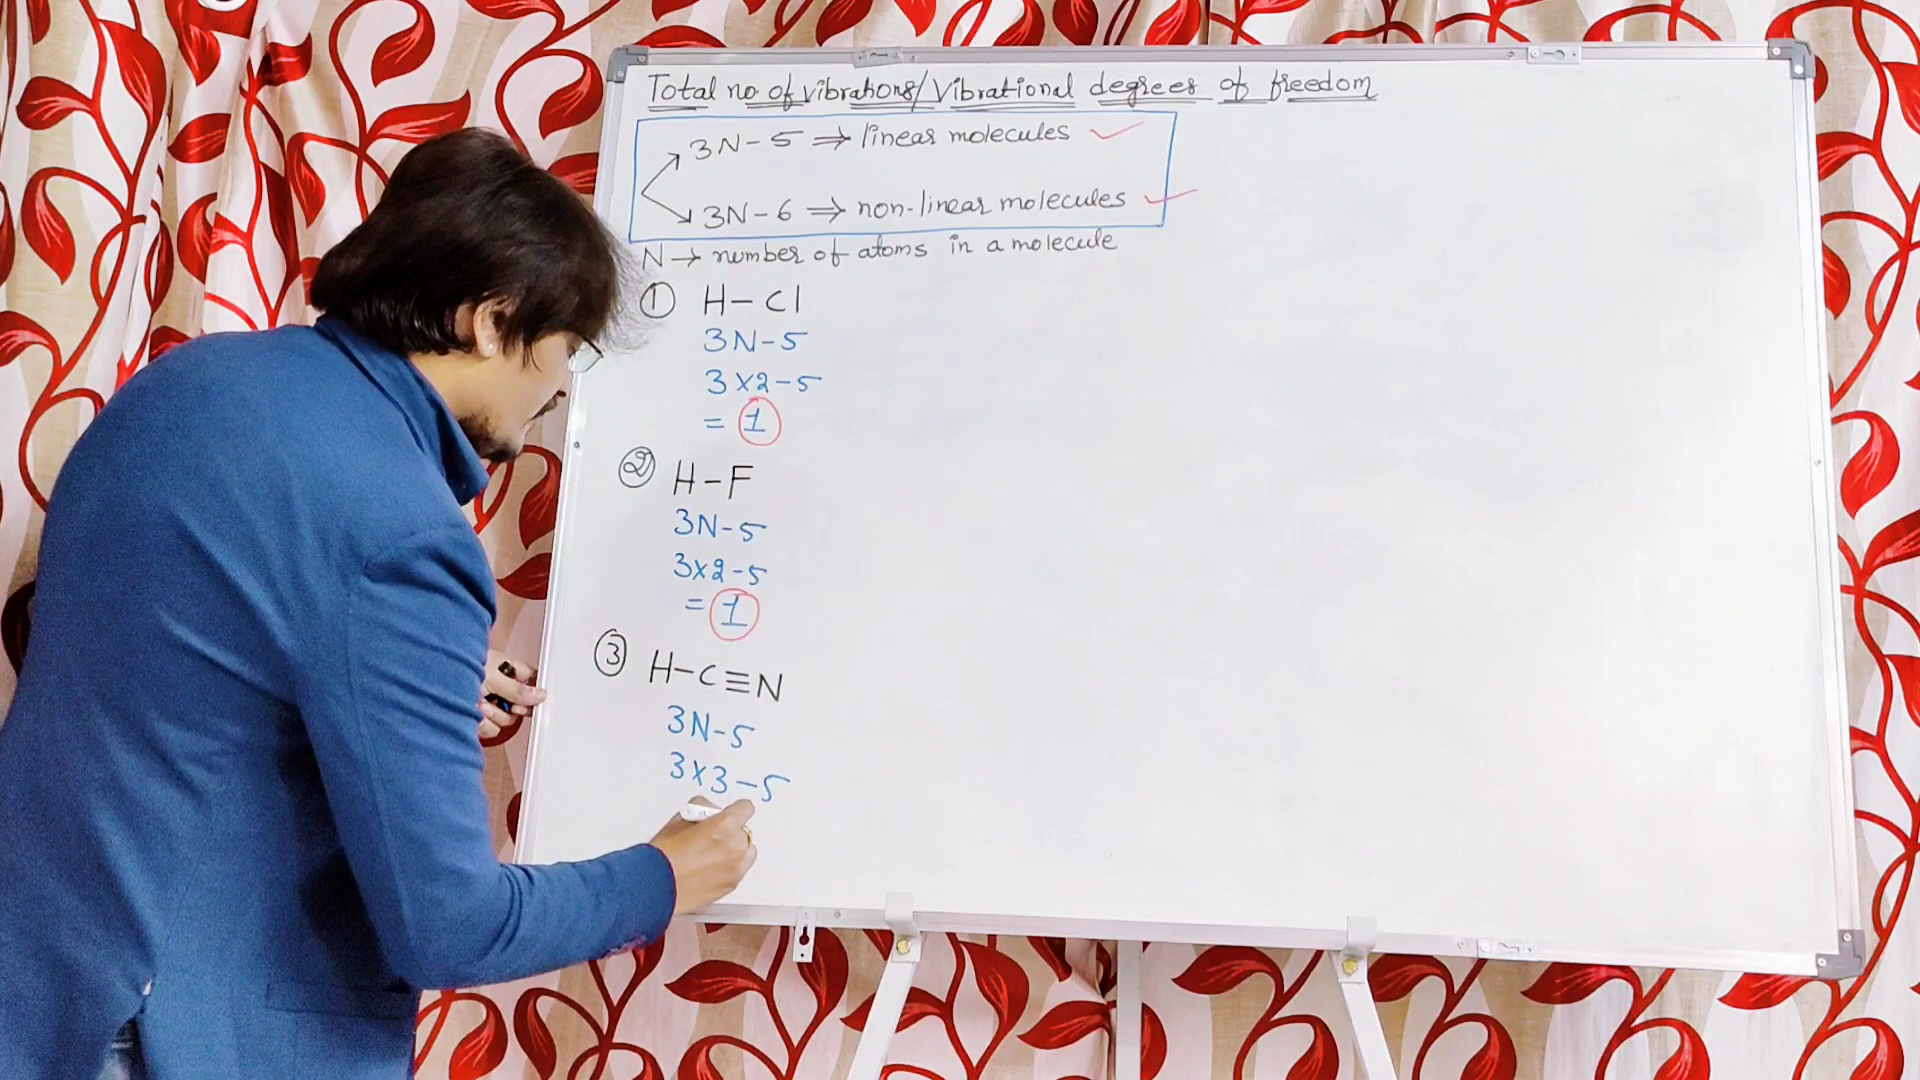 Total no of vibrations/Vibrational degrees of freedom
3N-5 ⇒ linear molecules ✓
3N-6 ⇒ non-linear molecules ✓
N → number of atoms in a molecule
① H-Cl
3N-5
3×2-5
= 1
② H-F
3N-5
3×2-5
= 1
③ H-C≡N
3N-5
3×3-5